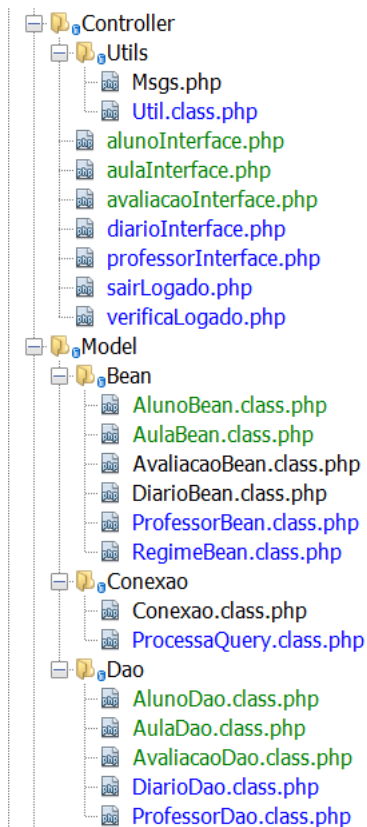 Controller
Utils
Msgs.php
Util.class.php
alunoInterface.php
aulaInterface.php
avaliacaoInterface.php
diarioInterface.php
professorInterface.php
sairLogado.php
verificaLogado.php
Model
Bean
AlunoBean.class.php
AulaBean.class.php
AvaliacaoBean.class.php
DiarioBean.class.php
ProfessorBean.class.php
RegimeBean.class.php
Conexao
Conexao.class.php
ProcessaQuery.class.php
Dao
AlunoDao.class.php
AulaDao.class.php
AvaliacaoDao.class.php
DiarioDao.class.php
ProfessorDao.class.php